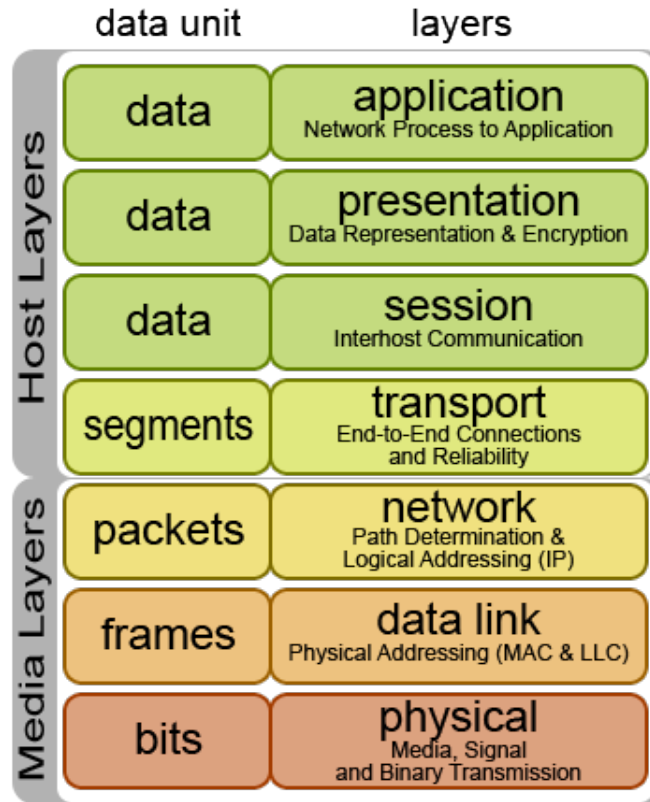 data unit layers
Host Layers
data application
Network Process to Application
data presentation
Data Representation & Encryption
data session
Interhost Communication
segments transport
End-to-End Connections
and Reliability
Media Layers
packets network
Path Determination &
Logical Addressing (IP)
frames data link
Physical Addressing (MAC & LLC)
bits physical
Media, Signal
and Binary Transmission